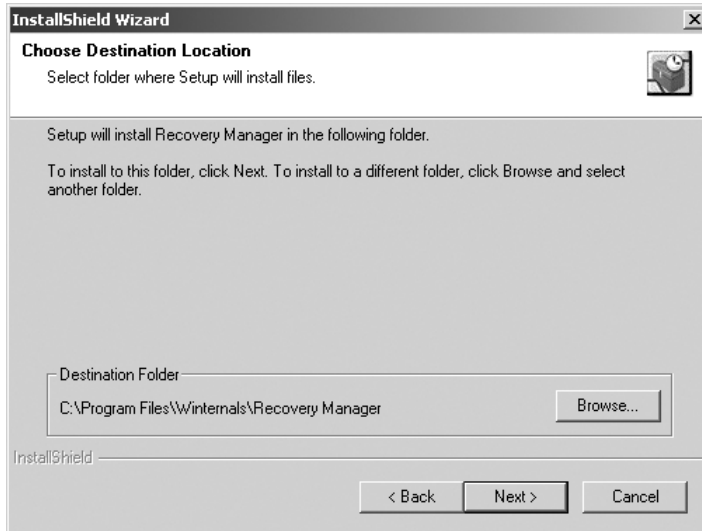 InstallShield Wizard
Choose Destination Location
Select folder where Setup will install files.
Setup will install Recovery Manager in the following folder.
To install to this folder, click Next. To install to a different folder, click Browse and select
another folder.
Destination Folder
C:\Program Files\Winternals\Recovery Manager
Browse...
InstallShield
< Back
Next >
Cancel